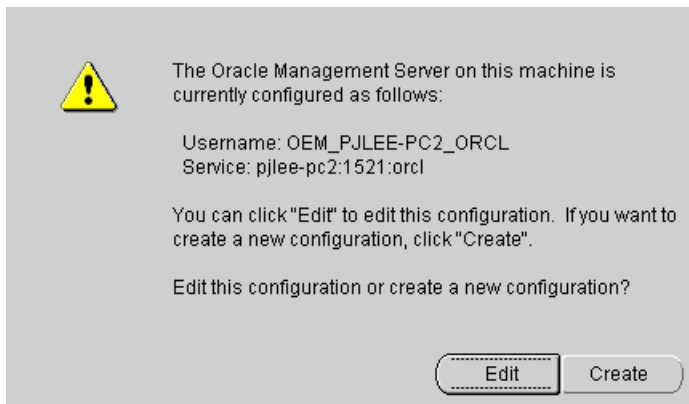 The Oracle Management Server on this machine is
currently configured as follows:
Username: OEM_PJLEE-PC2_ORCL
Service: pjlee-pc2:1521:orcl
You can click "Edit" to edit this configuration. If you want to
create a new configuration, click "Create".
Edit this configuration or create a new configuration?
Edit Create